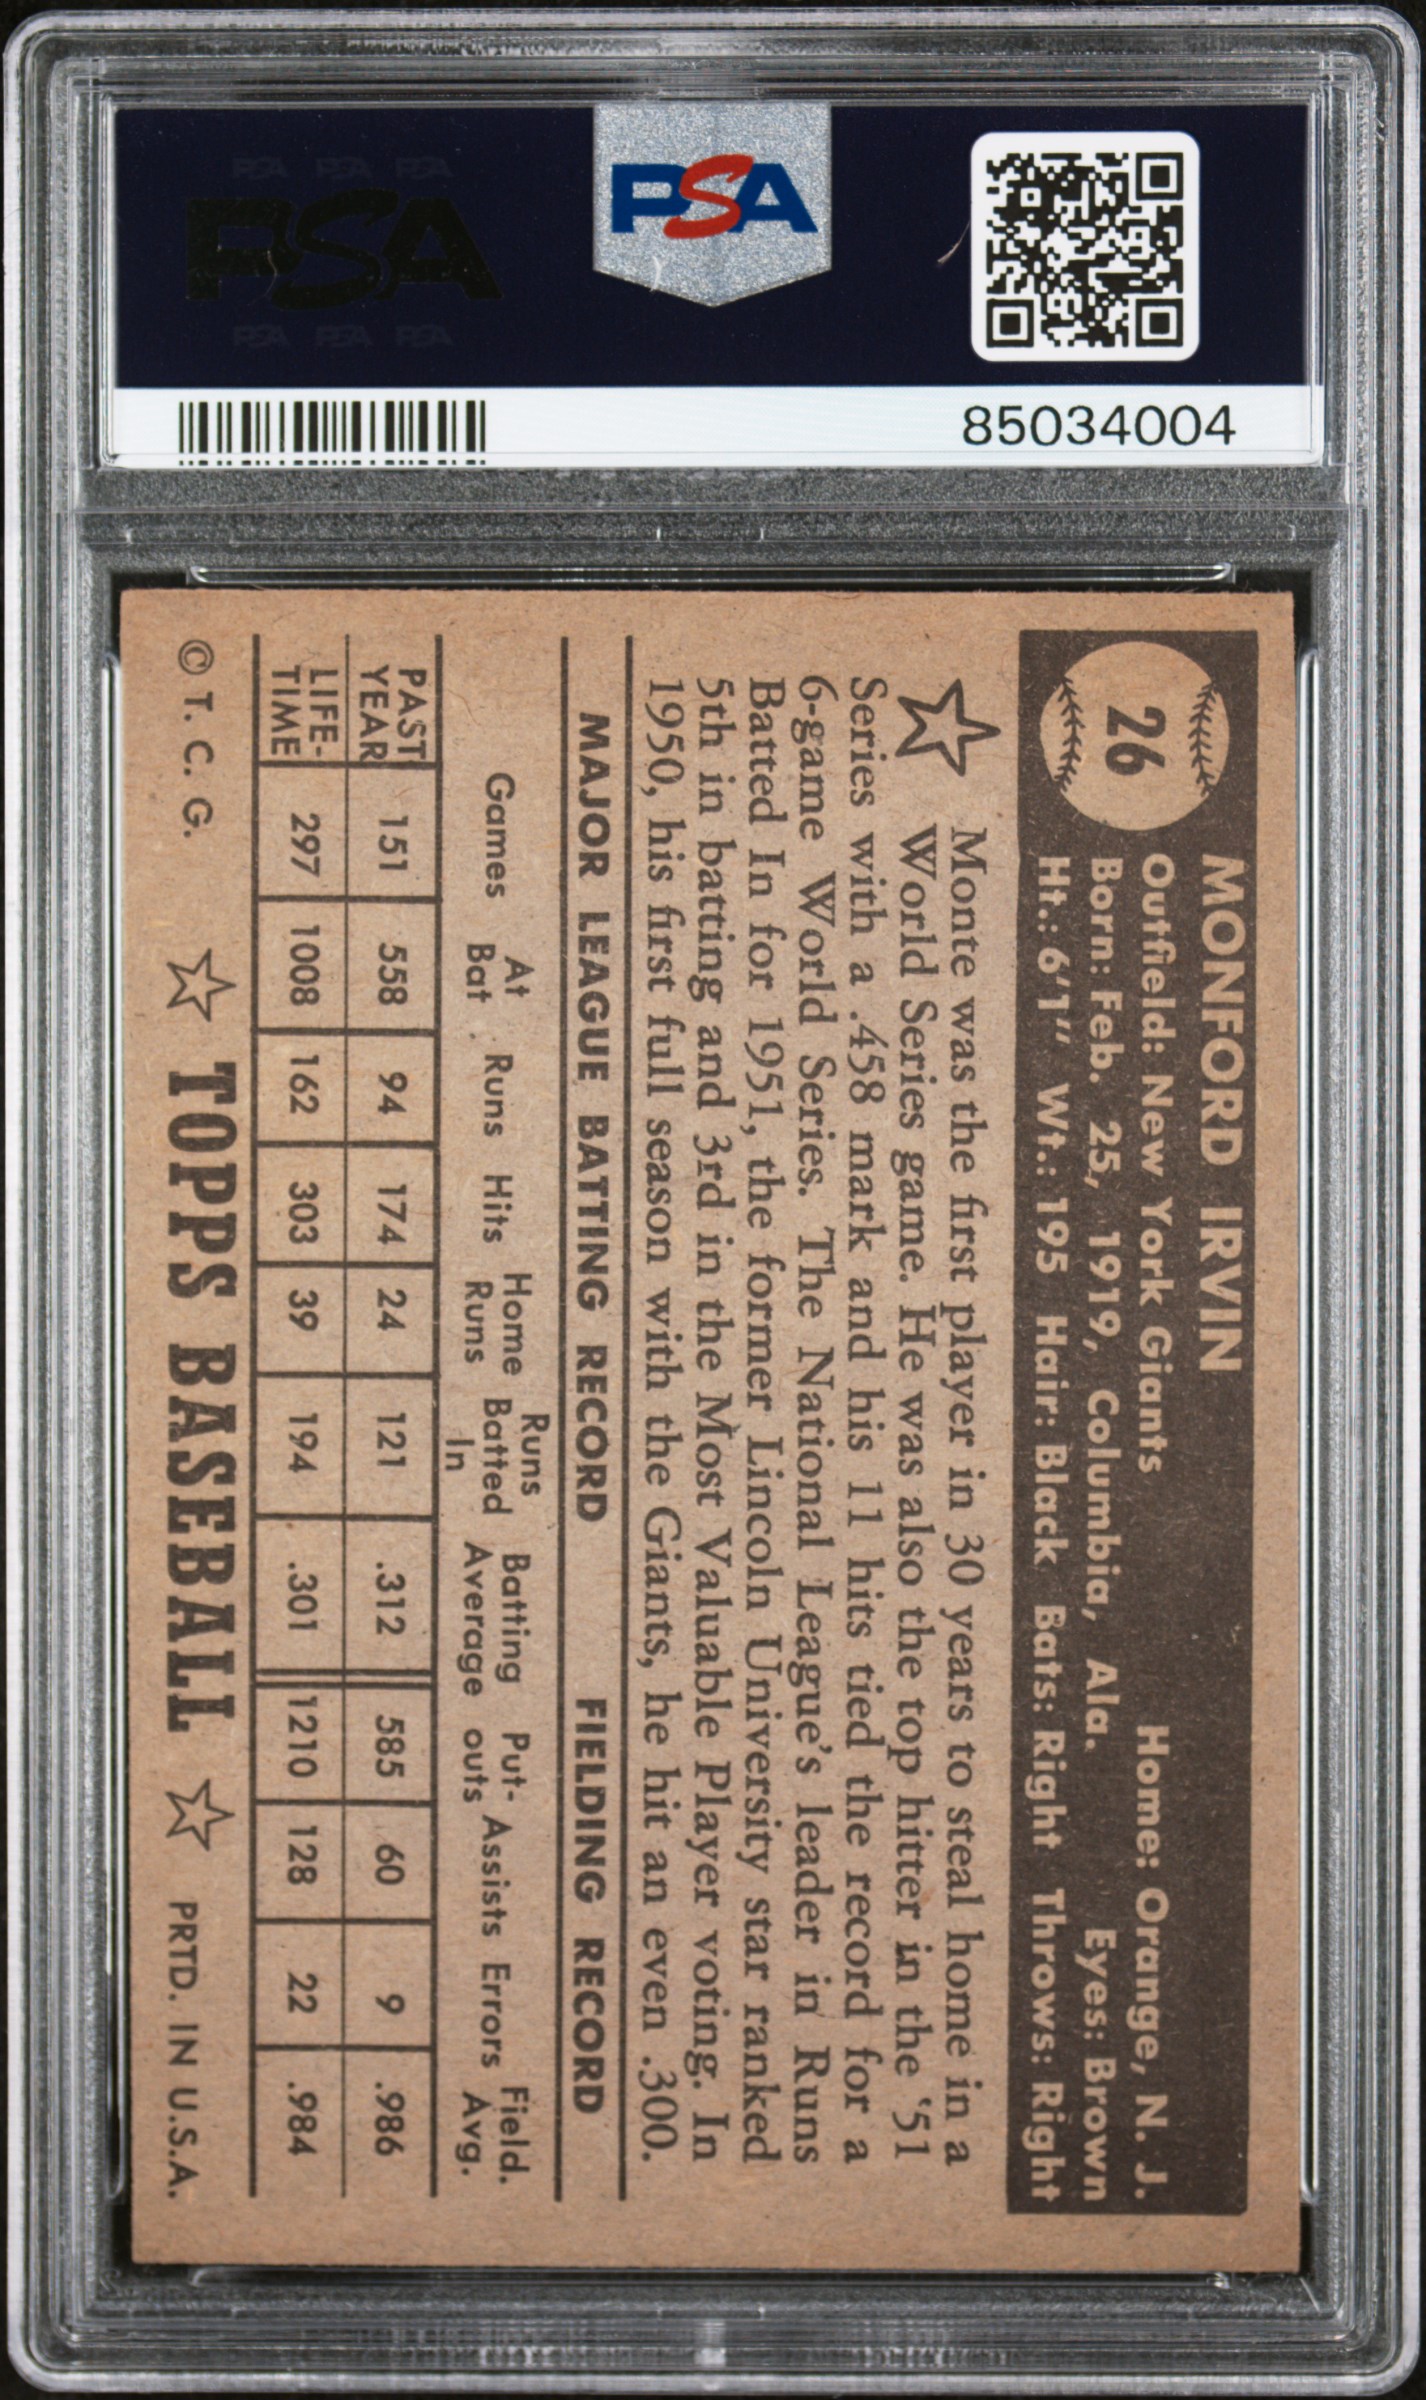 PSA PSA PSA
PSA
PSA PSA PSA
PSA
85034004
26
MONFORD IRVIN
Outfield: New York Giants Home: Orange, N. J.
Born: Feb. 25, 1919, Columbia, Ala. Eyes: Brown
Ht.: 6'1" Wt.: 195 Hair: Black Bats: Right Throws: Right
Monte was the first player in 30 years to steal home in a
World Series game. He was also the top hitter in the '51
Series with a .458 mark and his 11 hits tied the record for a
6-game World Series. The National League's leader in Runs
Batted In for 1951, the former Lincoln University star ranked
5th in batting and 3rd in the Most Valuable Player voting. In
1950, his first full season with the Giants, he hit an even .300.
MAJOR LEAGUE BATTING RECORD FIELDING RECORD
Games At Bat Runs Hits Home Runs Runs Batted In Batting Average Put-outs Assists Errors Field. Avg.
PAST YEAR 151 558 94 174 24 121 .312 585 60 9 .986
LIFE-TIME 297 1008 162 303 39 194 .301 1210 128 22 .984
© T. C. G. TOPPS BASEBALL PRTD. IN U.S.A.